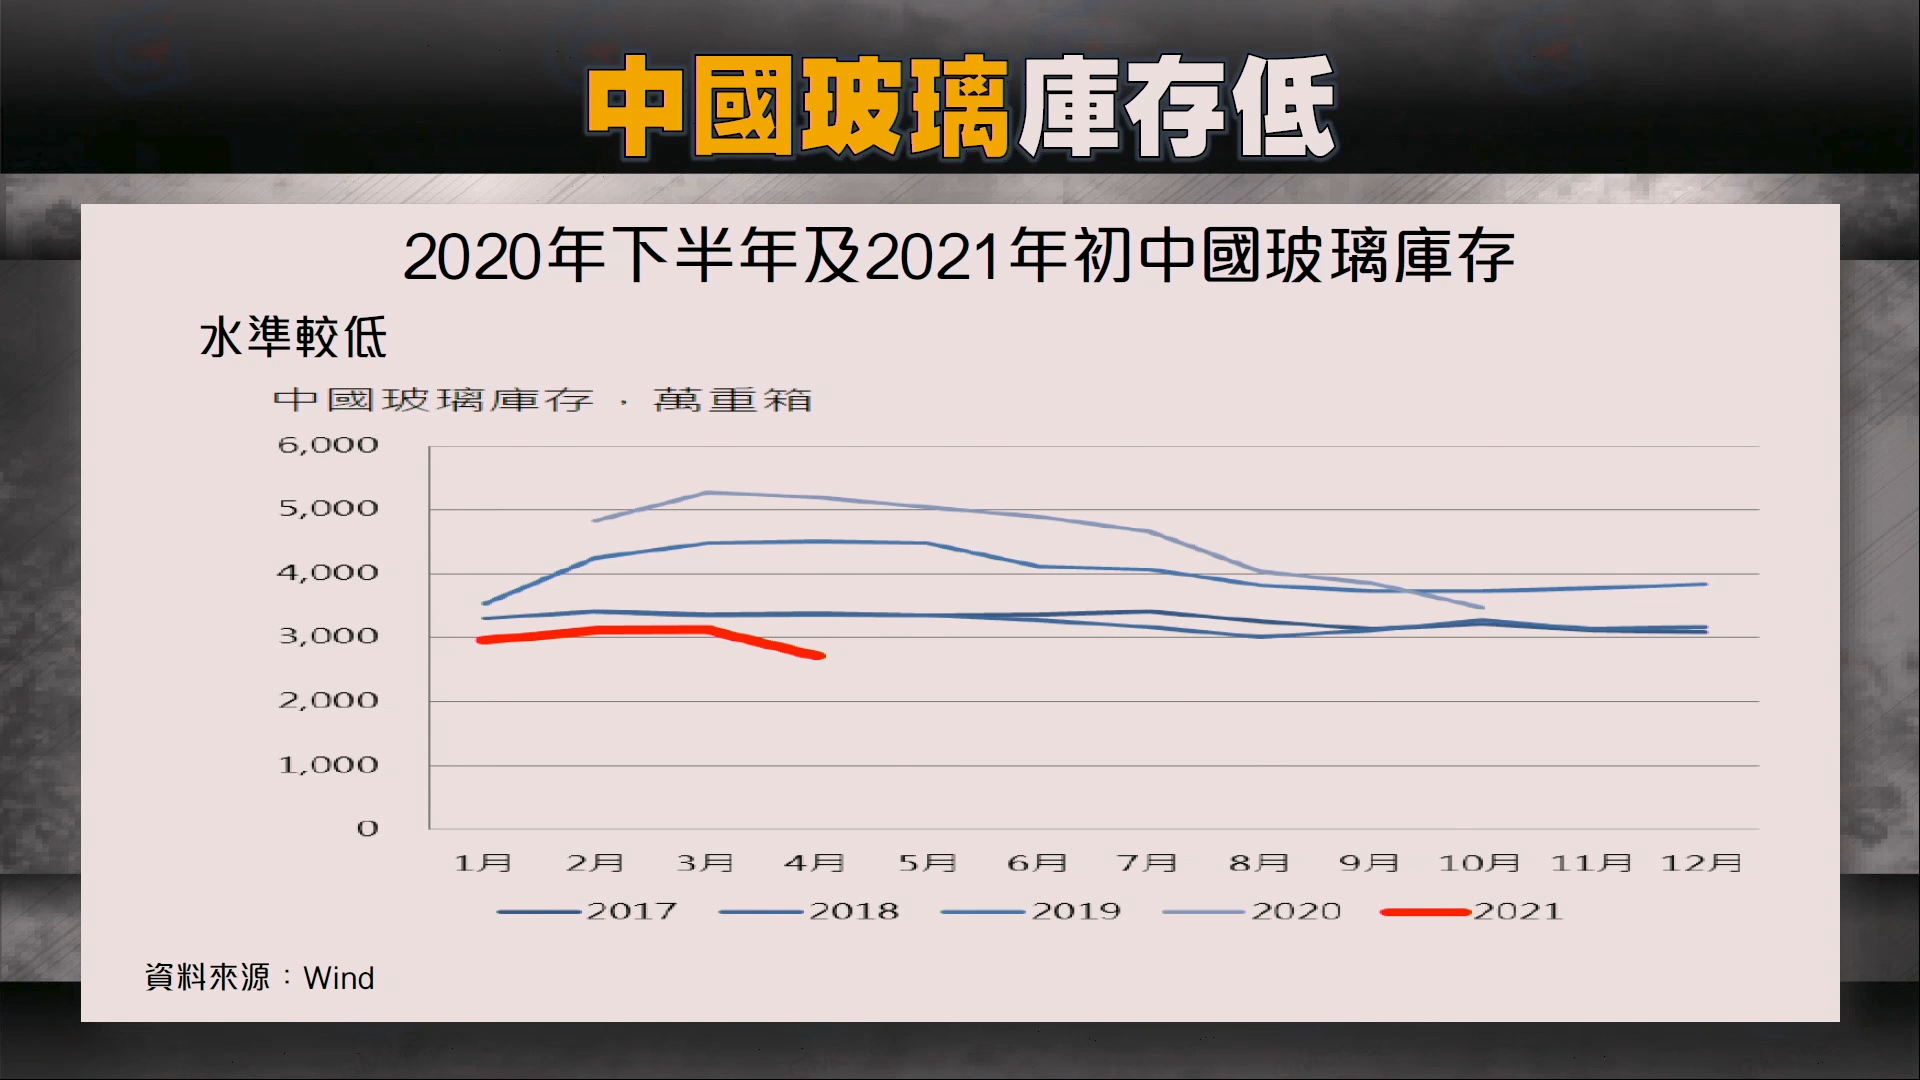 中國玻璃庫存低
2020年下半年及2021年初中國玻璃庫存
水準較低
中國玻璃庫存，萬重箱
6,000
5,000
4,000
3,000
2,000
1,000
0
1月 2月 3月 4月 5月 6月 7月 8月 9月 10月 11月 12月
2017 2018 2019 2020 2021
資料來源：Wind